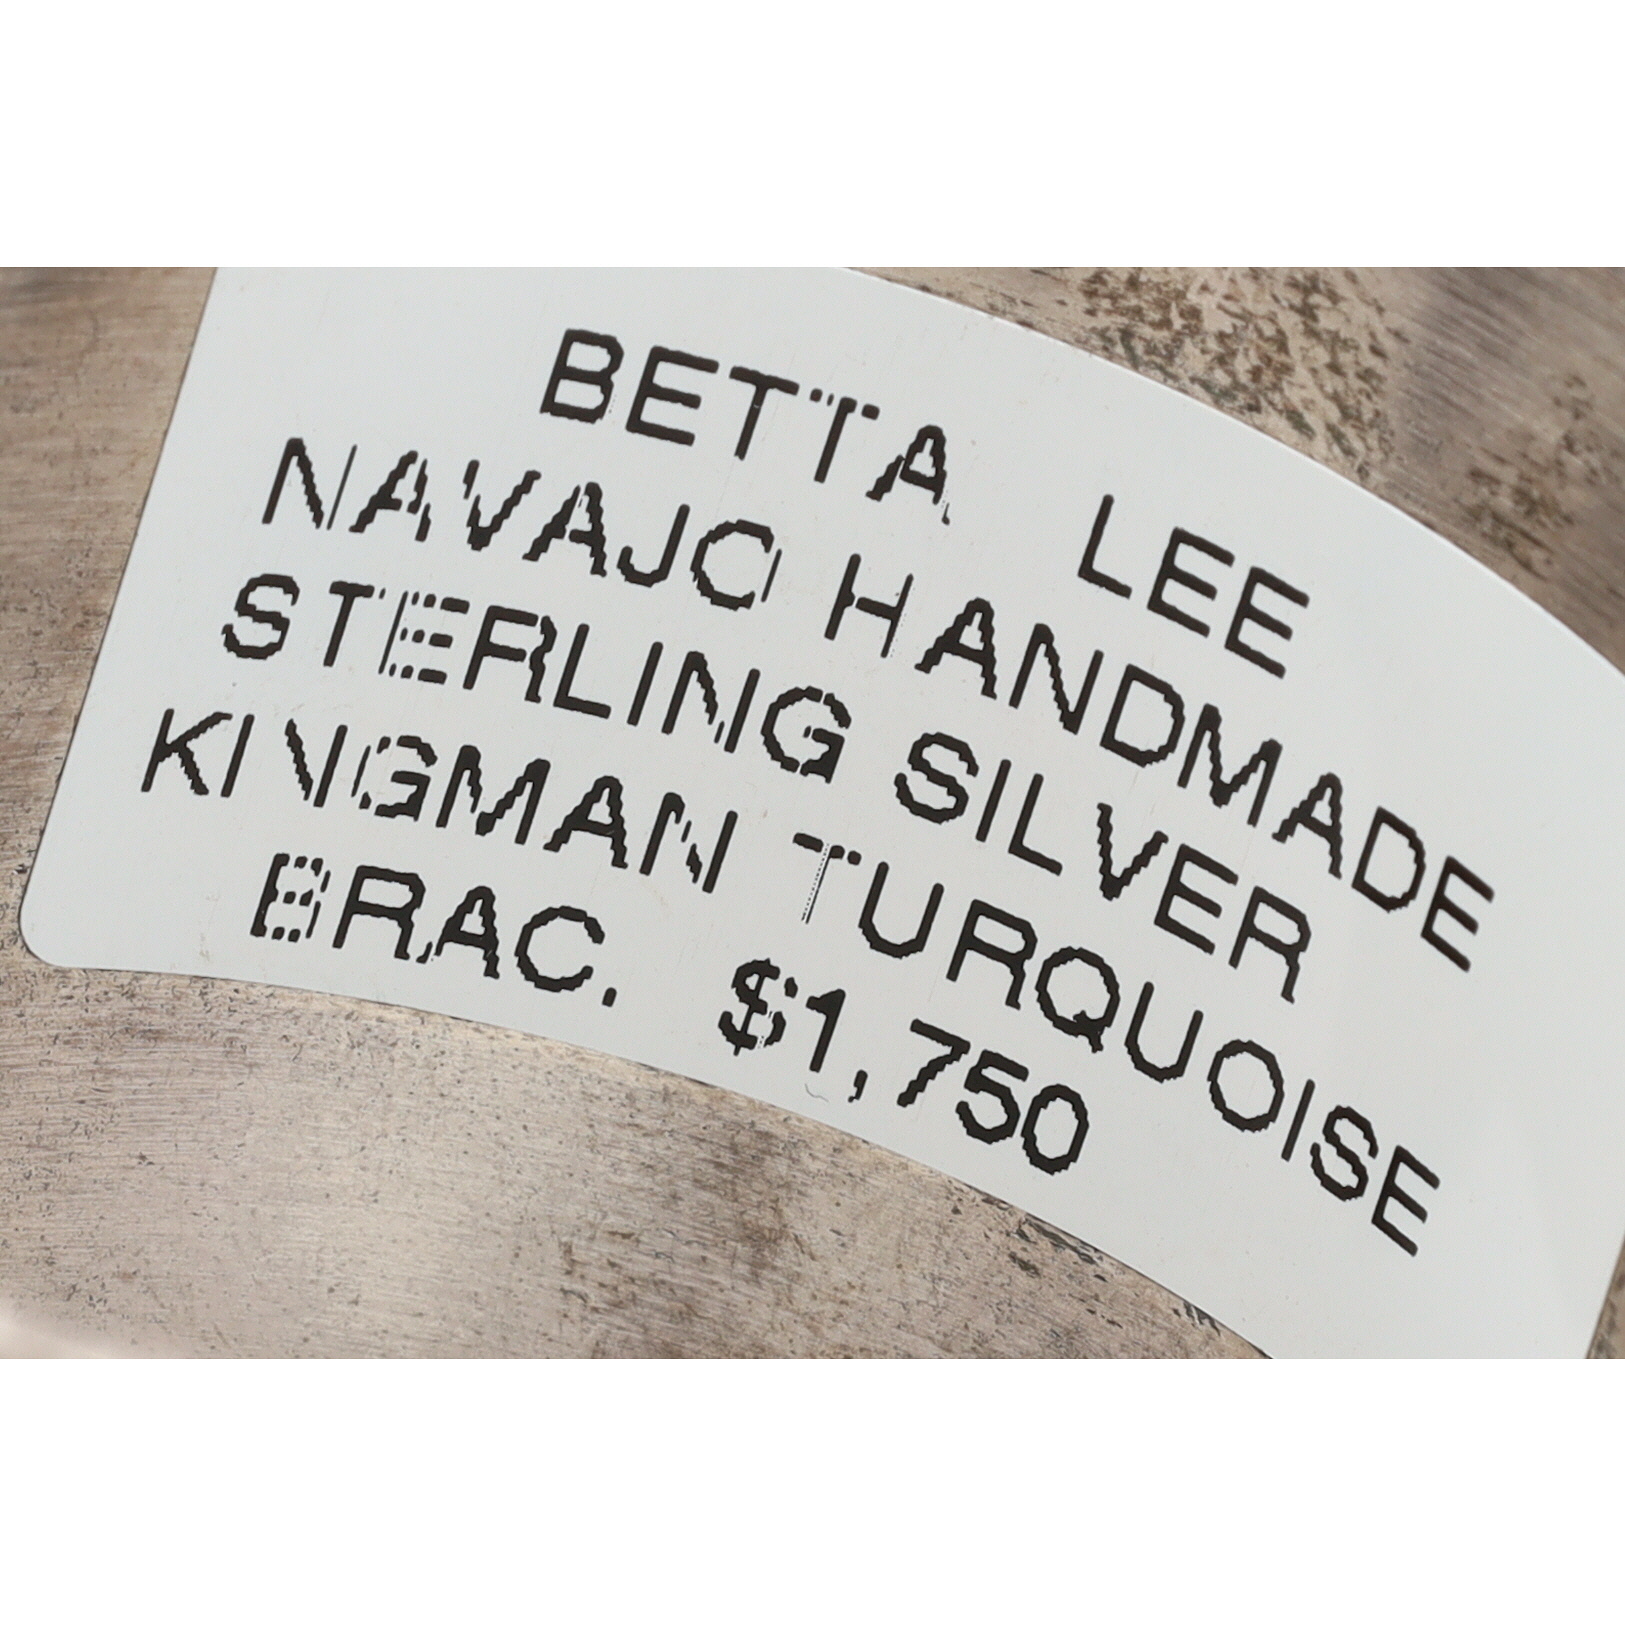 BETTA LEE
NAVAJO HANDMADE
STERLING SILVER
KINGMAN TURQUOISE
BRAC. $1,750